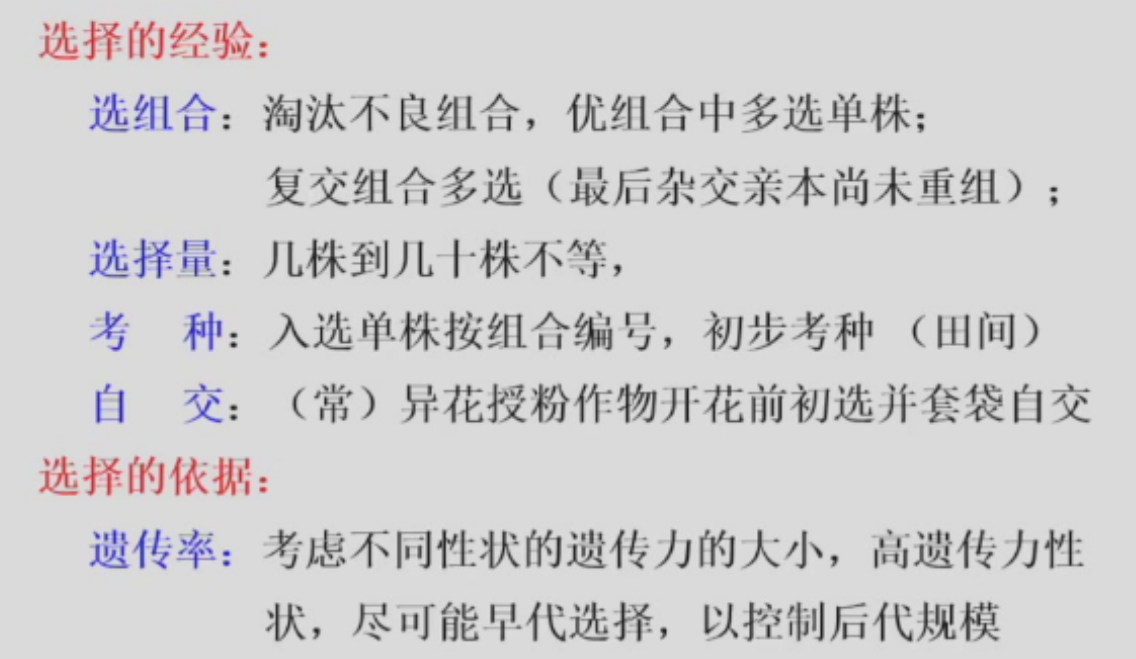 选择的经验：
选组合：淘汰不良组合，优组合中多选单株；
复交组合多选（最后杂交亲本尚未重组）；
选择量：几株到几十株不等，
考 种：入选单株按组合编号，初步考种 （田间）
自 交：（常）异花授粉作物开花前初选并套袋自交
选择的依据：
遗传率：考虑不同性状的遗传力的大小，高遗传力性
状，尽可能早代选择，以控制后代规模